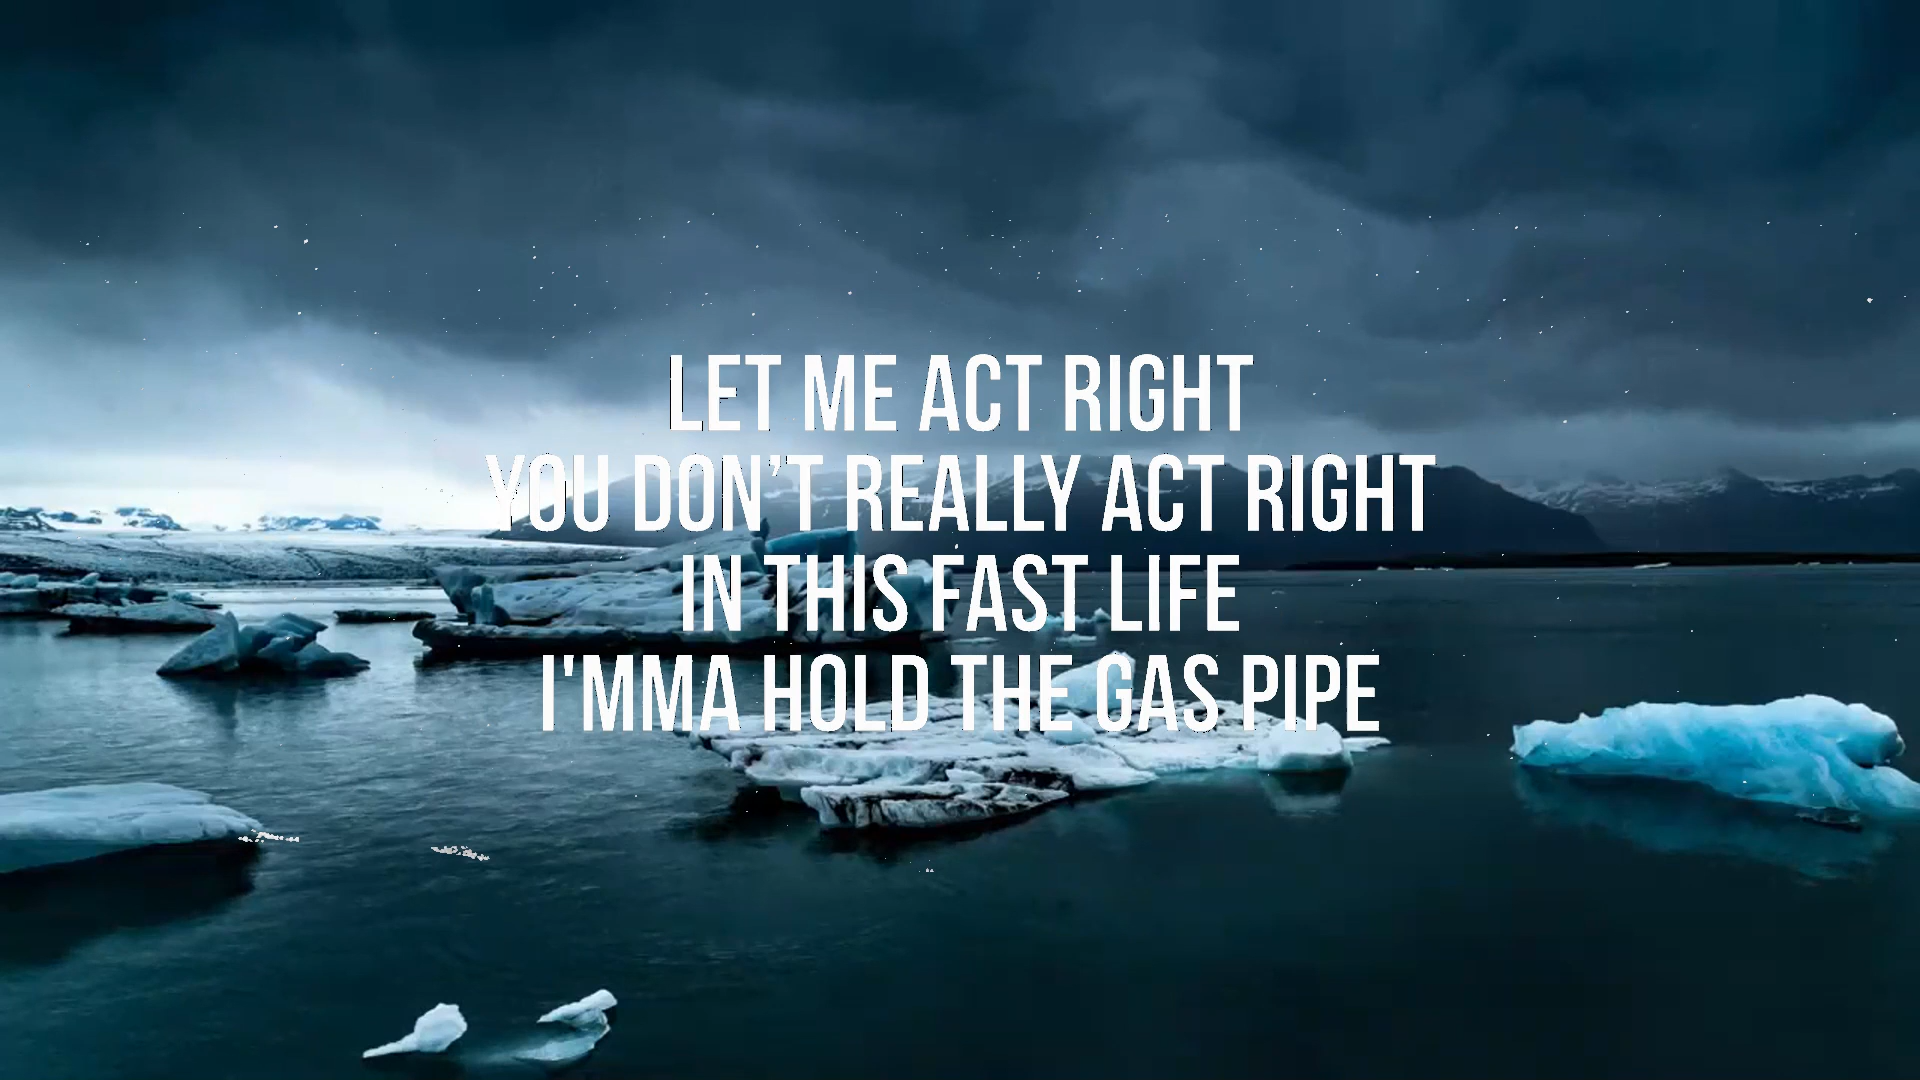 LET ME ACT RIGHT
YOU DON’T REALLY ACT RIGHT
IN THIS FAST LIFE
I'MMA HOLD THE GAS PIPE